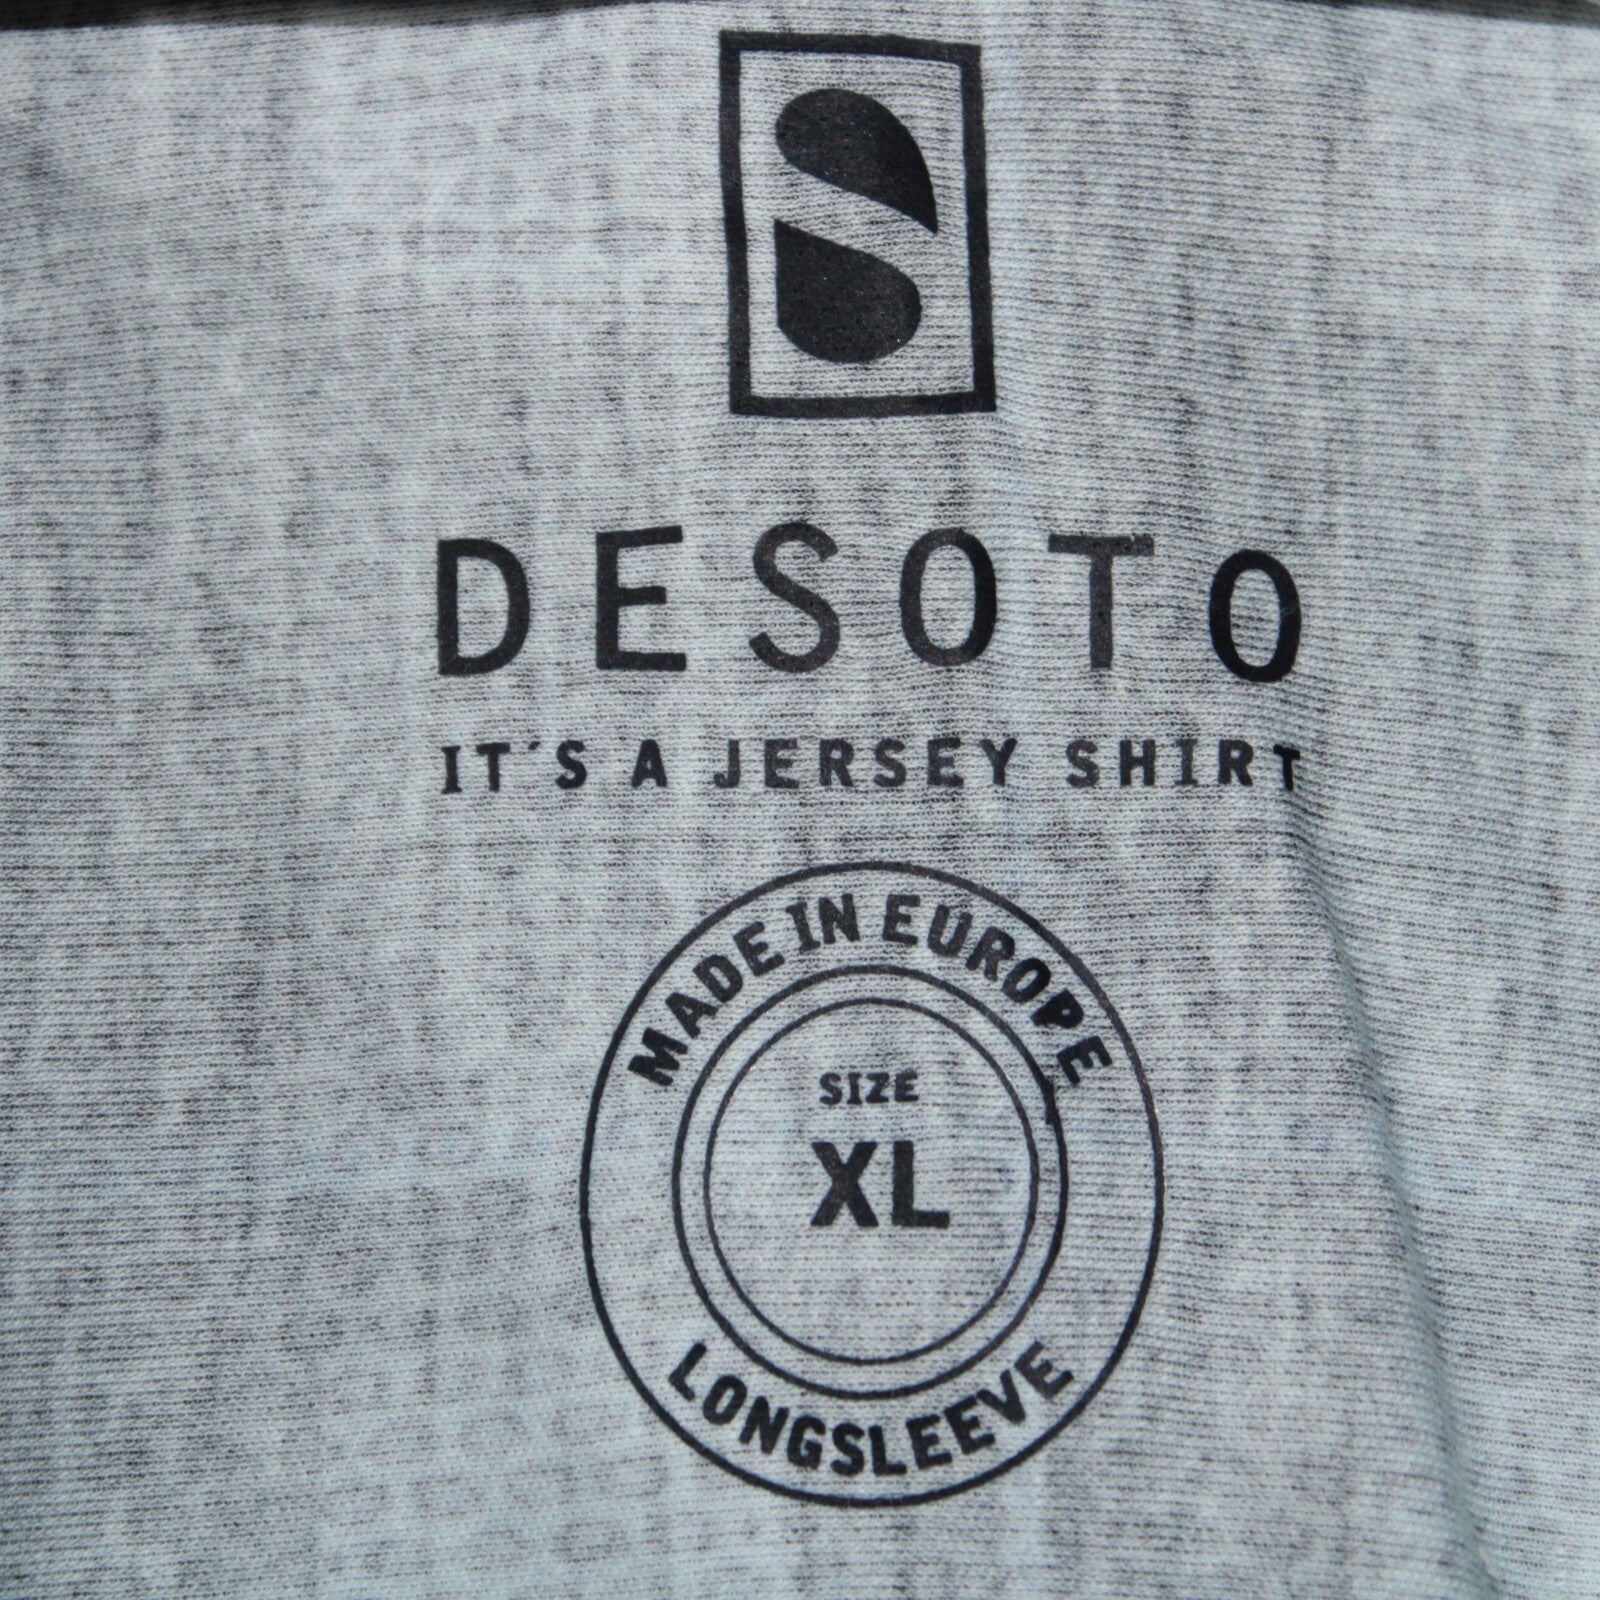 DESOTO
IT'S A JERSEY SHIRT
MADE IN EUROPE
SIZE
XL
LONGSLEEVE